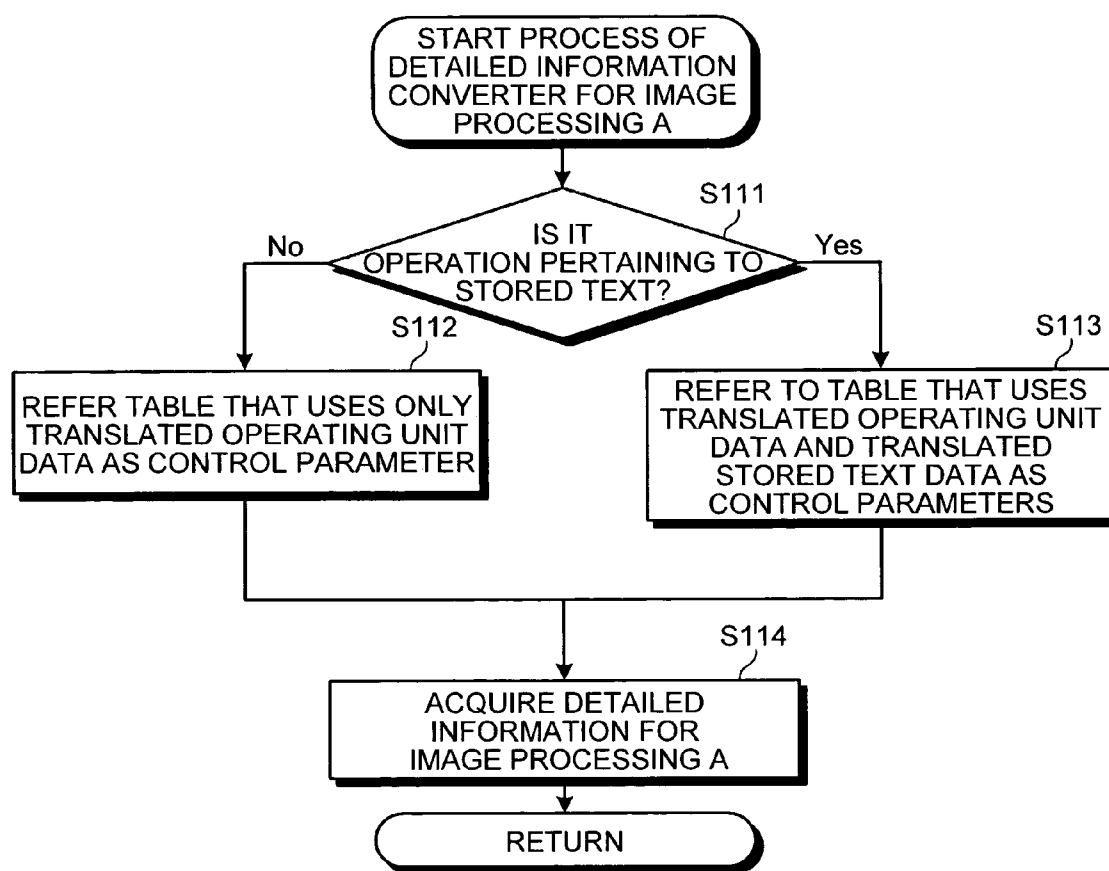 START PROCESS OF
DETAILED INFORMATION
CONVERTER FOR IMAGE
PROCESSING A
S111
IS IT
OPERATION PERTAINING TO
STORED TEXT?
No
Yes
S112
REFER TABLE THAT USES ONLY
TRANSLATED OPERATING UNIT
DATA AS CONTROL PARAMETER
S113
REFER TO TABLE THAT USES
TRANSLATED OPERATING UNIT
DATA AND TRANSLATED
STORED TEXT DATA AS
CONTROL PARAMETERS
S114
ACQUIRE DETAILED
INFORMATION FOR
IMAGE PROCESSING A
RETURN